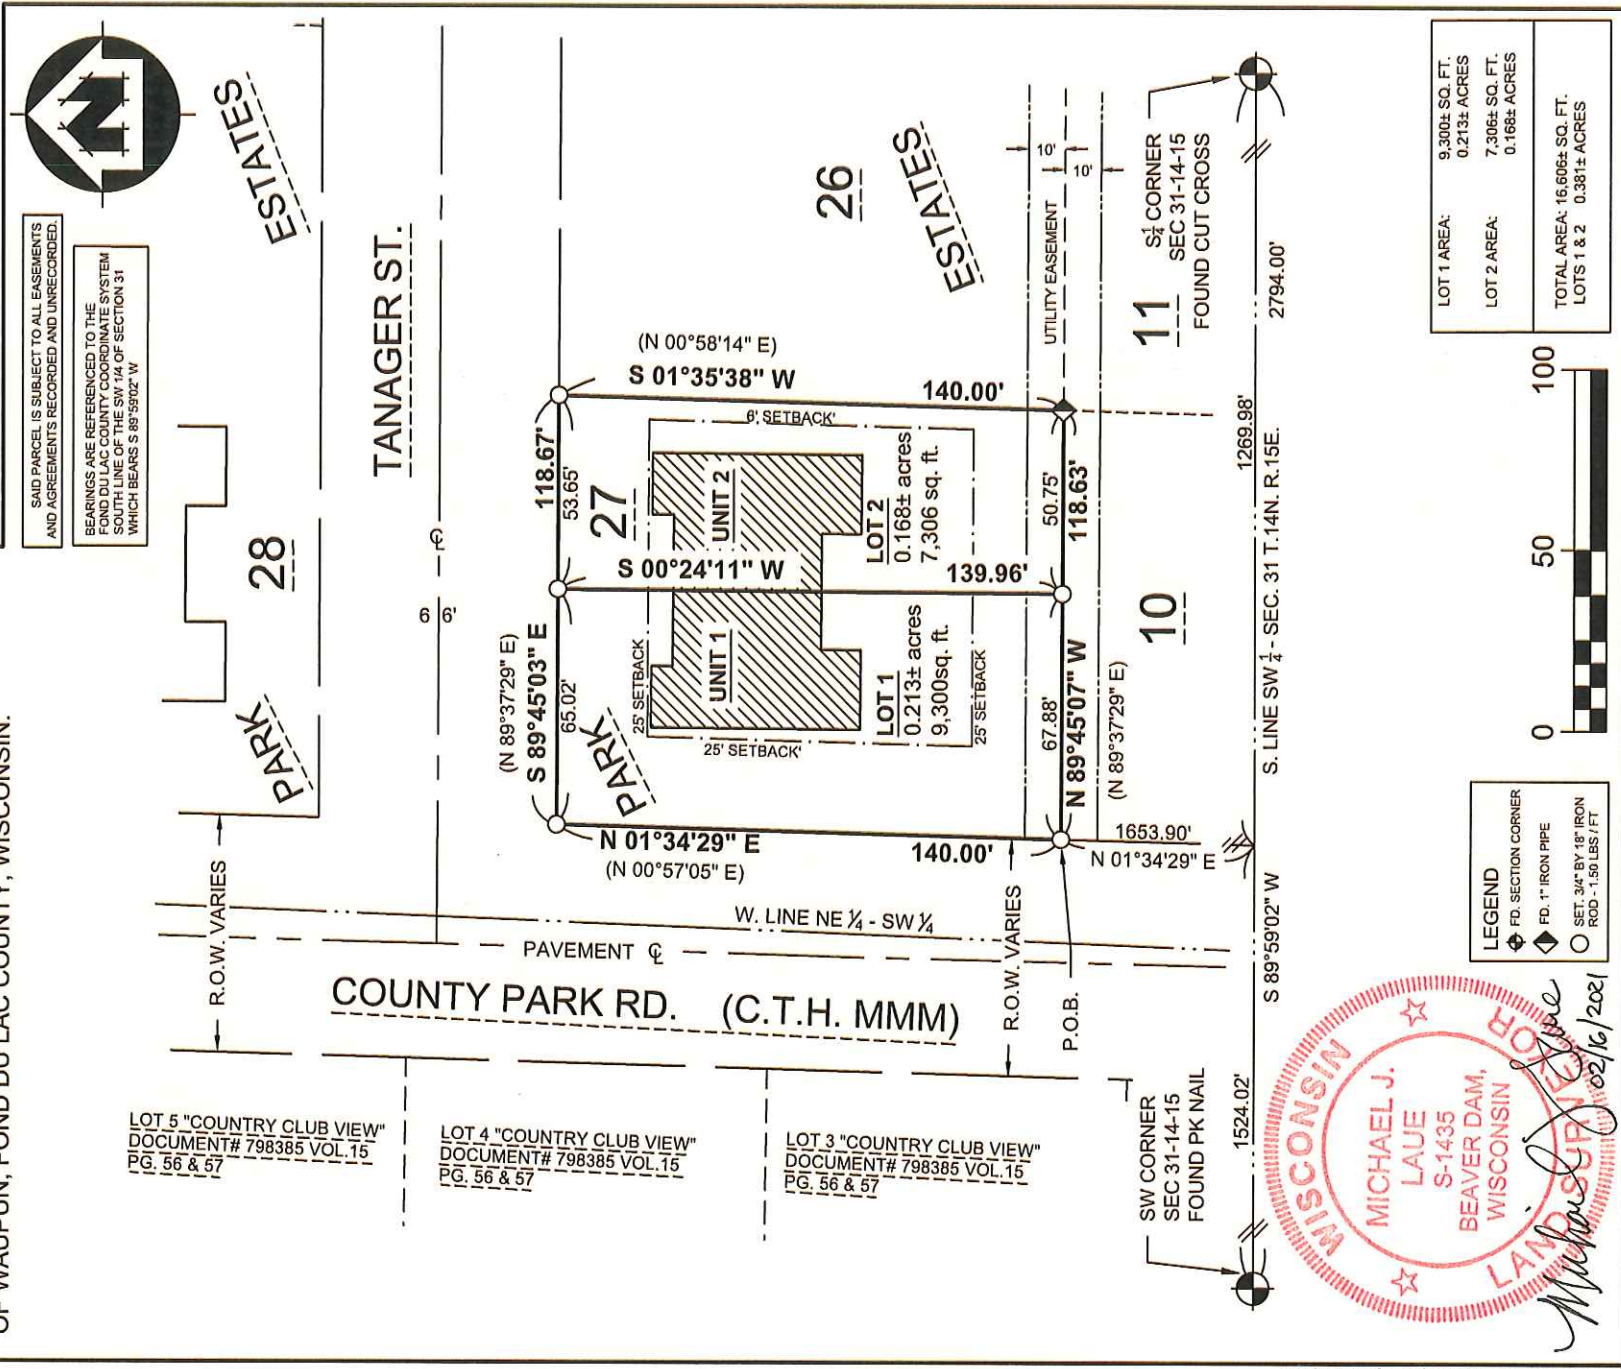 OF WAUPUN, FOND DU LAC COUNTY, WISCONSIN.
SAID PARCEL IS SUBJECT TO ALL EASEMENTS
AND AGREEMENTS RECORDED AND UNRECORDED.
BEARINGS ARE REFERENCED TO THE
FOND DU LAC COUNTY COORDINATE SYSTEM
SOUTH LINE OF THE SW 1/4 OF SECTION 31
WHICH BEARS S 89°59'02" W
N
PARK
28
ESTATES
R.O.W. VARIES
TANAGER ST.
℄
6 6'
LOT 5 "COUNTRY CLUB VIEW"
DOCUMENT# 798385 VOL.15
PG. 56 & 57
LOT 4 "COUNTRY CLUB VIEW"
DOCUMENT# 798385 VOL.15
PG. 56 & 57
LOT 3 "COUNTRY CLUB VIEW"
DOCUMENT# 798385 VOL.15
PG. 56 & 57
COUNTY PARK RD. (C.T.H. MMM)
PAVEMENT ℄
W. LINE NE ¼ - SW ¼
(N 89°37'29" E)
S 89°45'03" E
118.67'
65.02'
53.65'
PARK
27
25' SETBACK
N 01°34'29" E
(N 00°57'05" E)
140.00'
25' SETBACK'
UNIT 1
UNIT 2
S 00°24'11" W
139.96'
6' SETBACK'
(N 00°58'14" E)
S 01°35'38" W
140.00'
26
ESTATES
LOT 1
0.213± acres
9,300sq. ft.
LOT 2
0.168± acres
7,306 sq. ft.
25' SETBACK
UTILITY EASEMENT
10'
10'
67.88'
50.75'
N 89°45'07" W
118.63'
(N 89°37'29" E)
R.O.W. VARIES
P.O.B.
1653.90'
N 01°34'29" E
10
11
SW CORNER
SEC 31-14-15
FOUND PK NAIL
S¼ CORNER
SEC 31-14-15
FOUND CUT CROSS
1524.02'
1269.98'
S 89°59'02" W
S. LINE SW ¼ - SEC. 31 T.14N. R.15E.
2794.00'
WISCONSIN
MICHAEL J.
LAUE
S-1435
BEAVER DAM,
WISCONSIN
LAND SURVEYOR
02/16/2021
LEGEND
FD. SECTION CORNER
FD. 1" IRON PIPE
SET. 3/4" BY 18" IRON
ROD - 1.50 LBS / FT
0 50 100
LOT 1 AREA: 9,300± SQ. FT.
0.213± ACRES
LOT 2 AREA: 7,306± SQ. FT.
0.168± ACRES
TOTAL AREA: 16,606± SQ. FT.
LOTS 1 & 2 0.381± ACRES